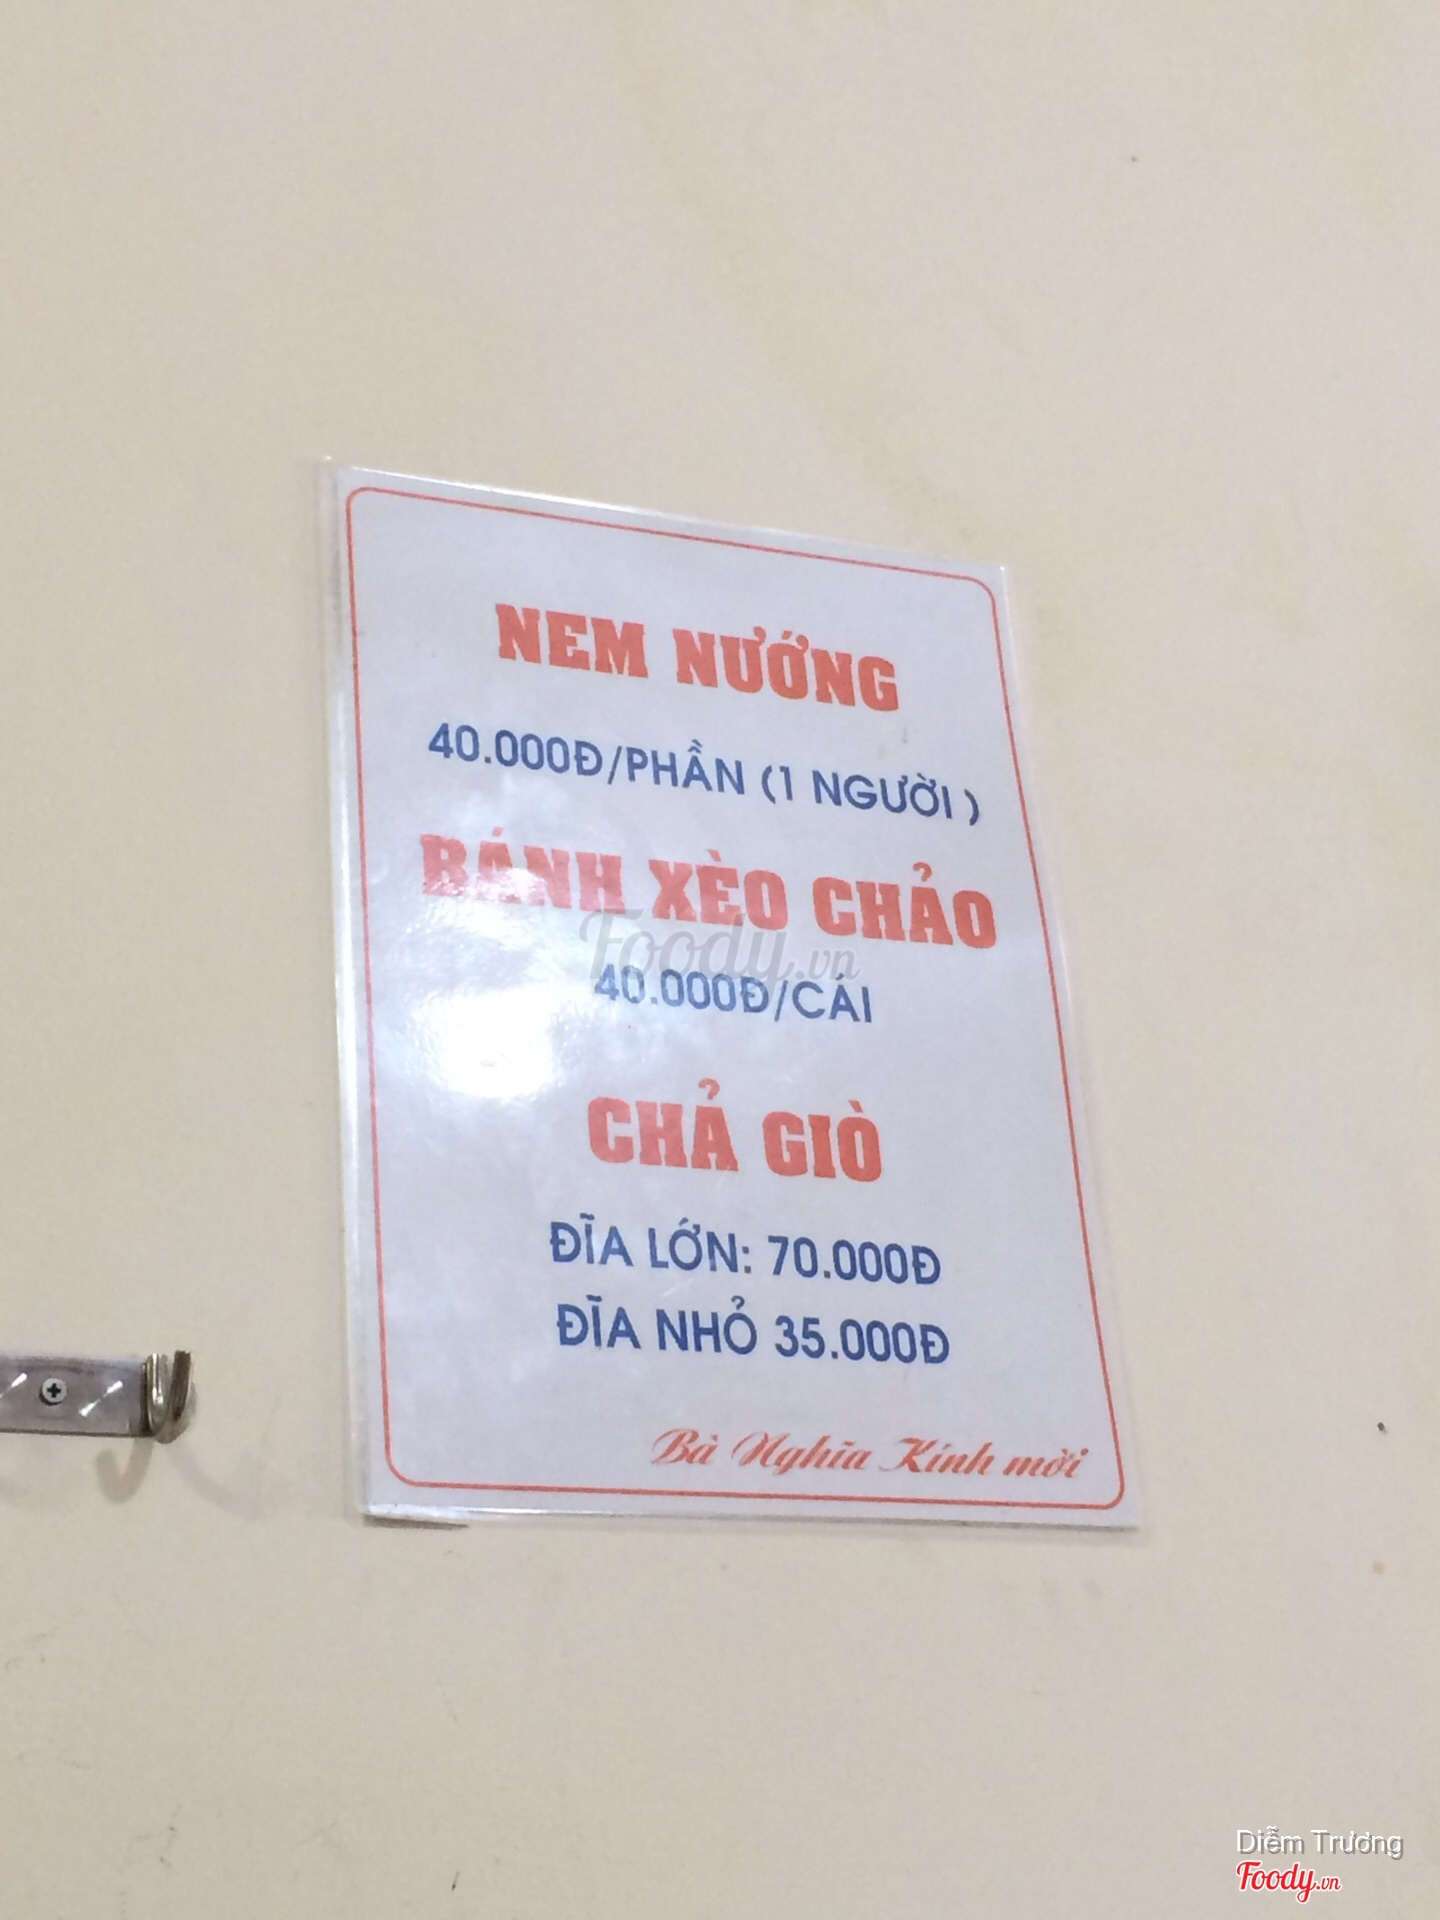 NEM NƯỚNG
40.000Đ/PHẦN (1 NGƯỜI )
BÁNH XÈO CHẢO
Foody.vn
40.000Đ/CÁI
CHẢ GIÒ
ĐĨA LỚN: 70.000Đ
ĐĨA NHỎ 35.000Đ
Bà Nghĩa Kính mời
Diễm Trương
Foody.vn